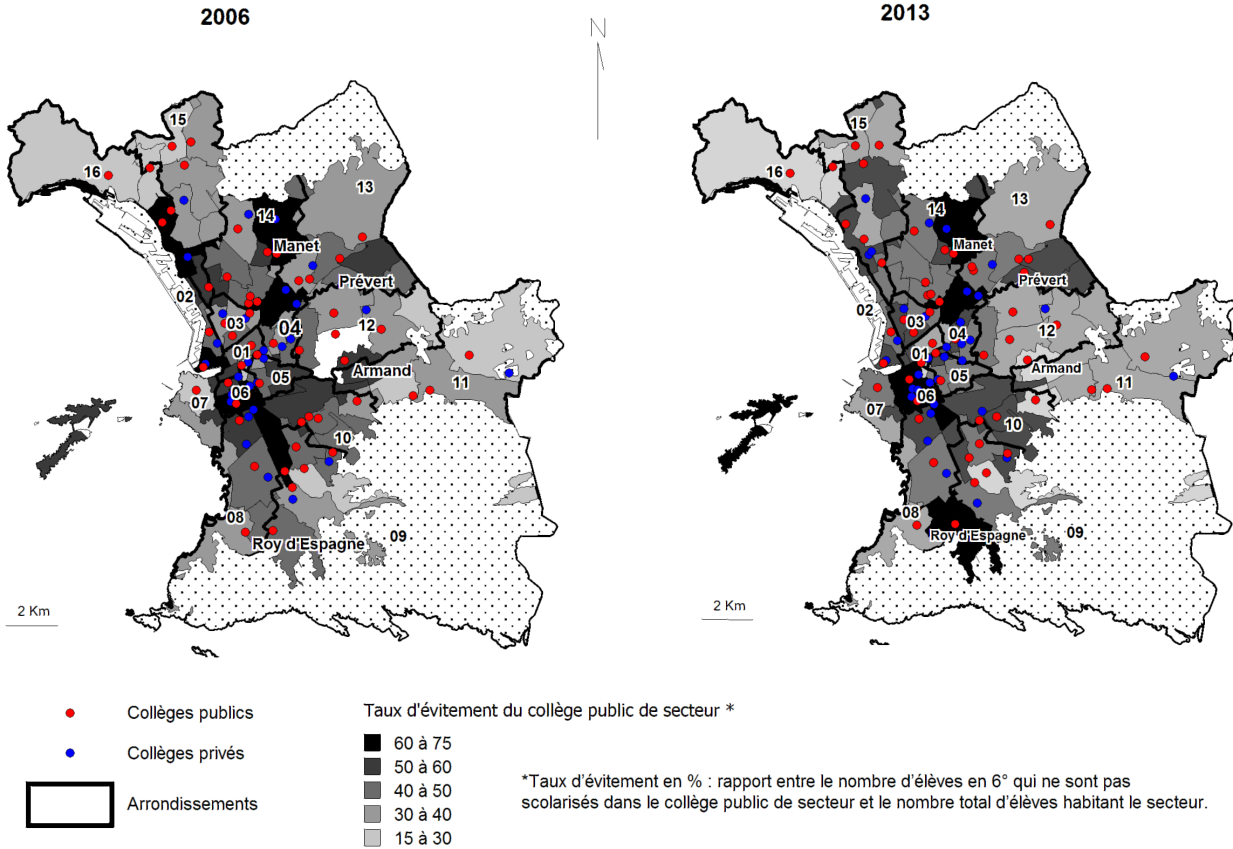 2006
2013
N
15
16
13
14
Manet
Prévert
02
03
04
12
01
Armand
05
11
06
07
10
08
Roy d'Espagne
09
2 Km
15
16
13
14
Manet
Prévert
02
03
04
12
01
Armand
05
11
06
07
10
08
Roy d'Espagne
09
2 Km
Collèges publics
Collèges privés
Arrondissements
Taux d'évitement du collège public de secteur *
60 à 75
50 à 60
40 à 50
30 à 40
15 à 30
*Taux d'évitement en % : rapport entre le nombre d'élèves en 6° qui ne sont pas
scolarisés dans le collège public de secteur et le nombre total d'élèves habitant le secteur.